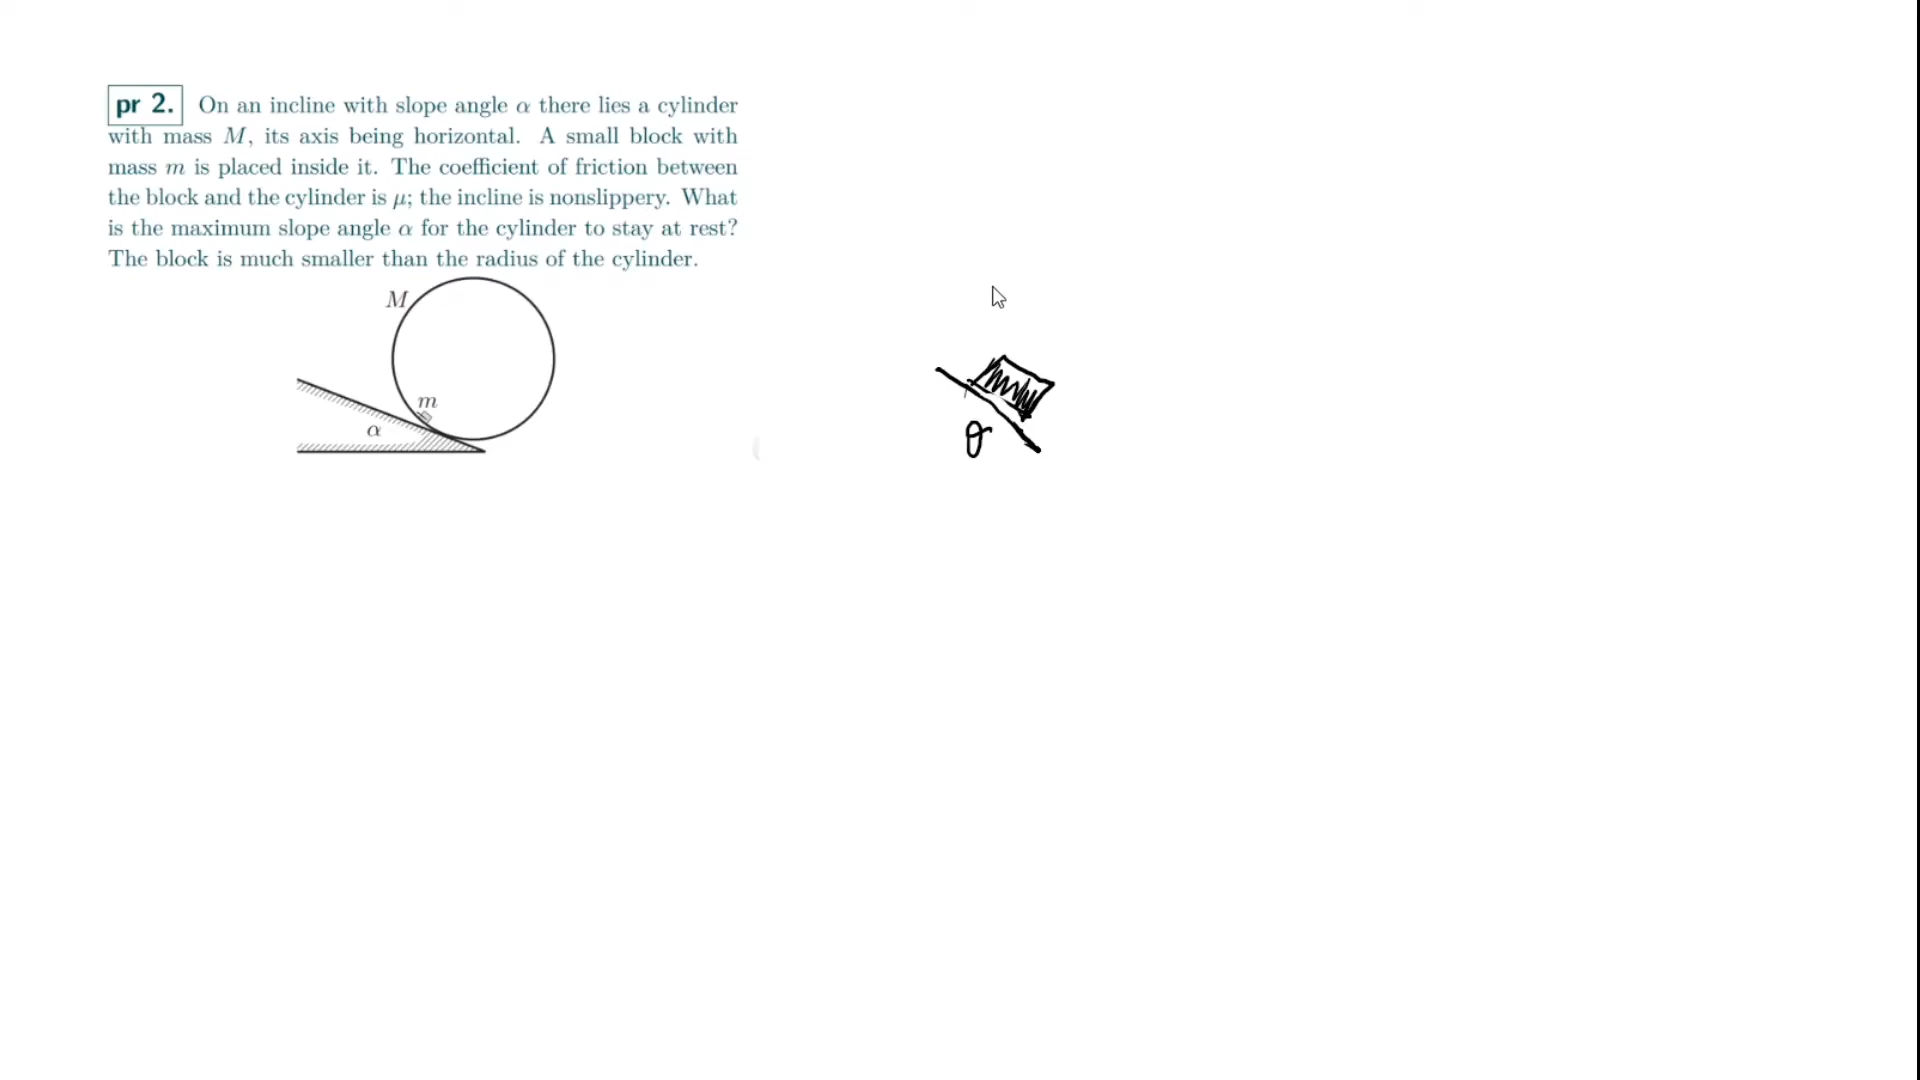 pr 2. On an incline with slope angle α there lies a cylinder
with mass M, its axis being horizontal. A small block with
mass m is placed inside it. The coefficient of friction between
the block and the cylinder is μ; the incline is nonslippery. What
is the maximum slope angle α for the cylinder to stay at rest?
The block is much smaller than the radius of the cylinder.
M
m
α
θ